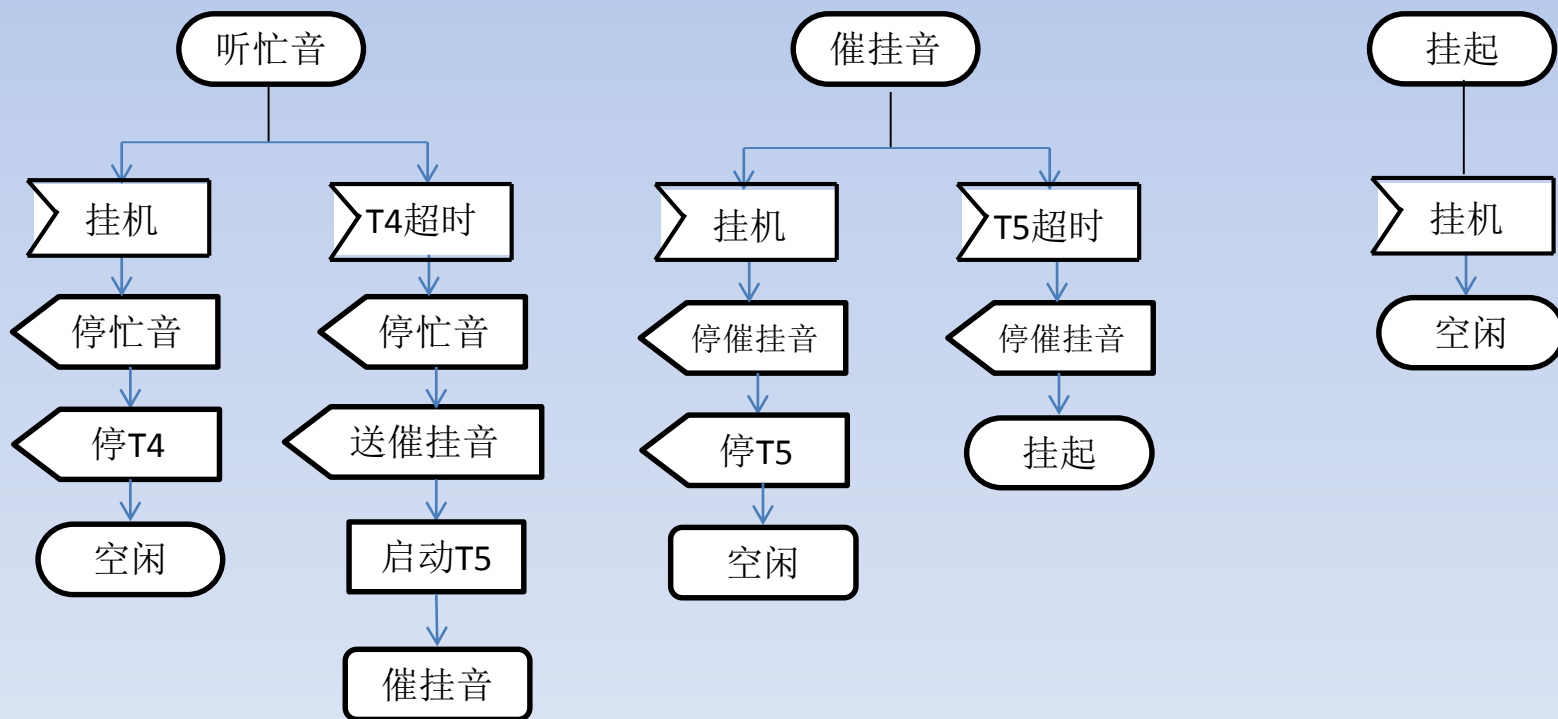 听忙音
催挂音
挂起
挂机
T4超时
挂机
T5超时
挂机
停忙音
停忙音
停催挂音
停催挂音
空闲
停T4
送催挂音
停T5
挂起
空闲
启动T5
空闲
催挂音